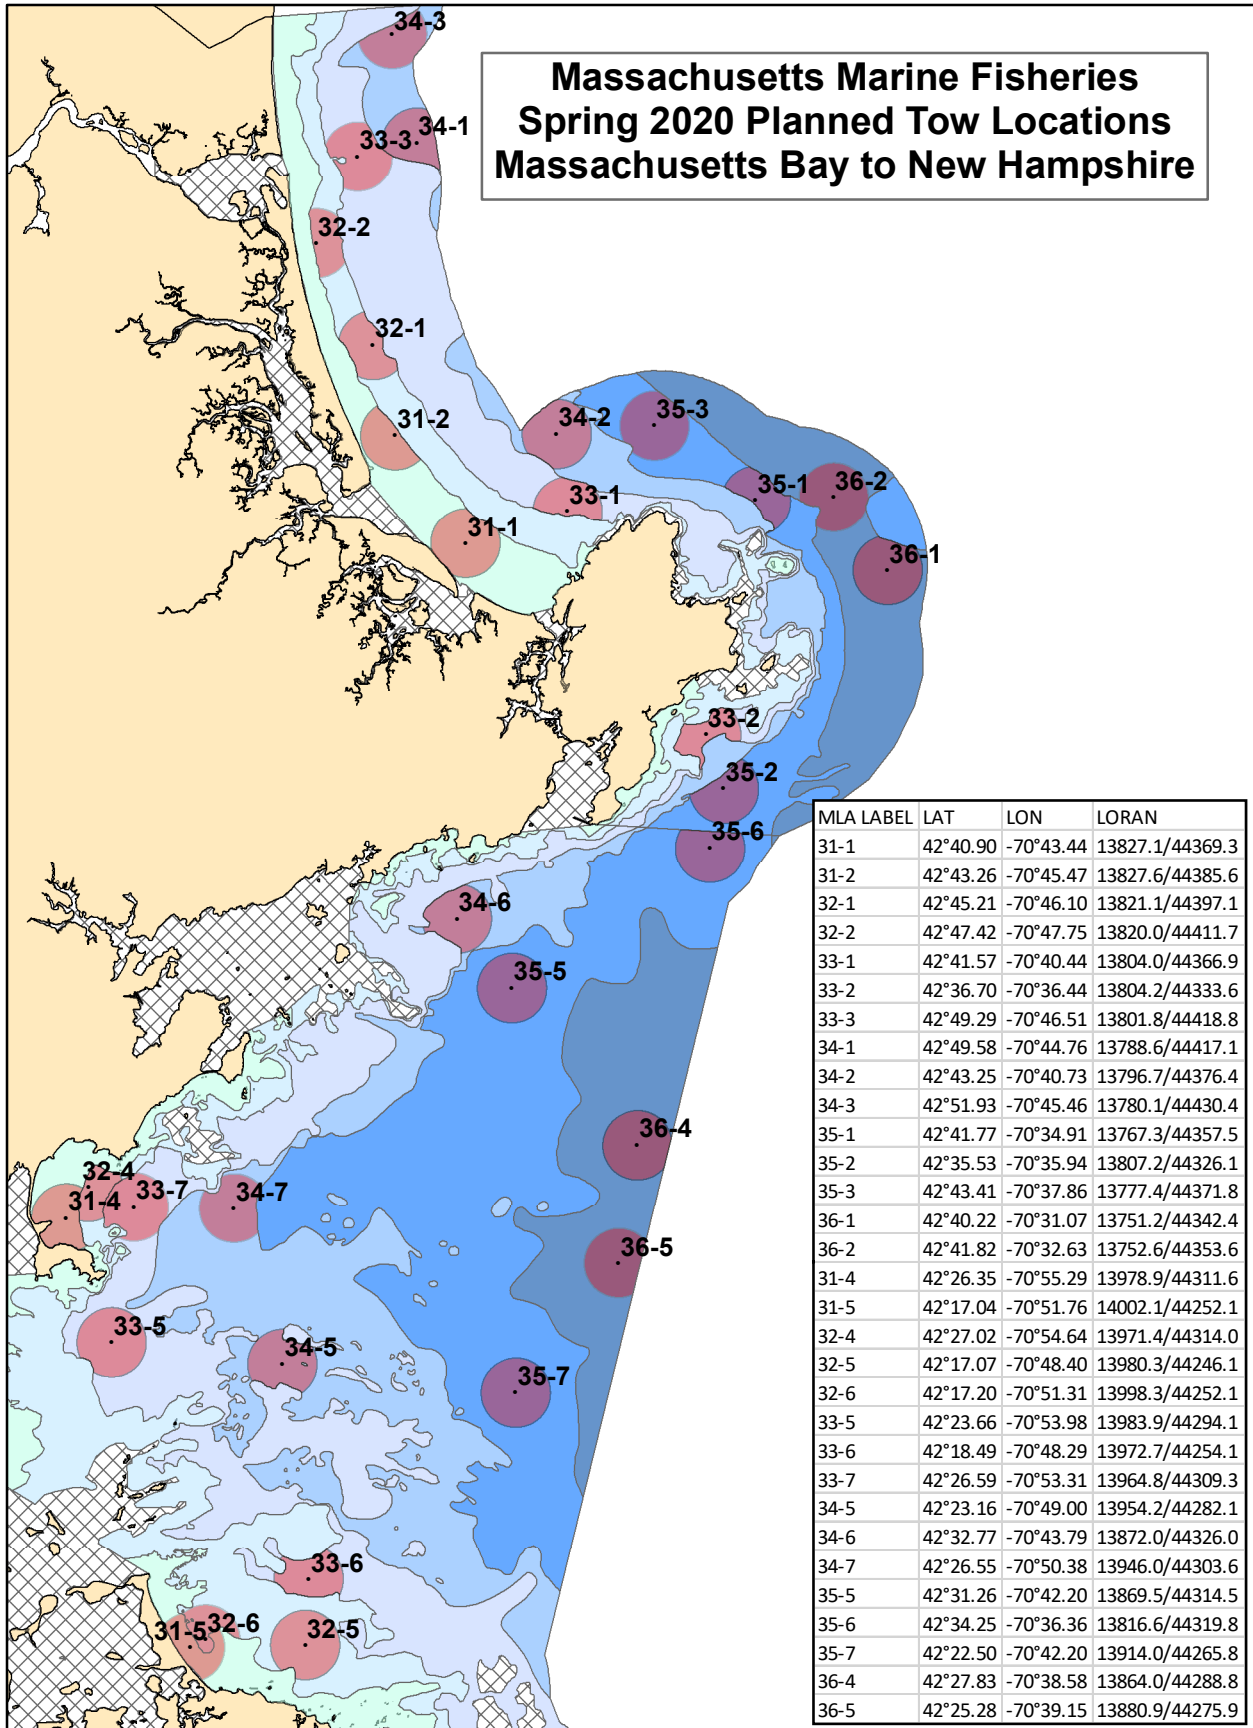 34-3
Massachusetts Marine Fisheries
Spring 2020 Planned Tow Locations
Massachusetts Bay to New Hampshire
34-1
33-3
32-2
32-1
31-2
34-2
35-3
33-1
35-1
36-2
31-1
36-1
33-2
35-2
35-6
34-6
35-5
36-4
32-4
33-7
34-7
31-4
36-5
33-5
34-5
35-7
33-6
31-5
32-6
32-5
MLA LABEL LAT LON LORAN
31-1 42°40.90 -70°43.44 13827.1/44369.3
31-2 42°43.26 -70°45.47 13827.6/44385.6
32-1 42°45.21 -70°46.10 13821.1/44397.1
32-2 42°47.42 -70°47.75 13820.0/44411.7
33-1 42°41.57 -70°40.44 13804.0/44366.9
33-2 42°36.70 -70°36.44 13804.2/44333.6
33-3 42°49.29 -70°46.51 13801.8/44418.8
34-1 42°49.58 -70°44.76 13788.6/44417.1
34-2 42°43.25 -70°40.73 13796.7/44376.4
34-3 42°51.93 -70°45.46 13780.1/44430.4
35-1 42°41.77 -70°34.91 13767.3/44357.5
35-2 42°35.53 -70°35.94 13807.2/44326.1
35-3 42°43.41 -70°37.86 13777.4/44371.8
36-1 42°40.22 -70°31.07 13751.2/44342.4
36-2 42°41.82 -70°32.63 13752.6/44353.6
31-4 42°26.35 -70°55.29 13978.9/44311.6
31-5 42°17.04 -70°51.76 14002.1/44252.1
32-4 42°27.02 -70°54.64 13971.4/44314.0
32-5 42°17.07 -70°48.40 13980.3/44246.1
32-6 42°17.20 -70°51.31 13998.3/44252.1
33-5 42°23.66 -70°53.98 13983.9/44294.1
33-6 42°18.49 -70°48.29 13972.7/44254.1
33-7 42°26.59 -70°53.31 13964.8/44309.3
34-5 42°23.16 -70°49.00 13954.2/44282.1
34-6 42°32.77 -70°43.79 13872.0/44326.0
34-7 42°26.55 -70°50.38 13946.0/44303.6
35-5 42°31.26 -70°42.20 13869.5/44314.5
35-6 42°34.25 -70°36.36 13816.6/44319.8
35-7 42°22.50 -70°42.20 13914.0/44265.8
36-4 42°27.83 -70°38.58 13864.0/44288.8
36-5 42°25.28 -70°39.15 13880.9/44275.9